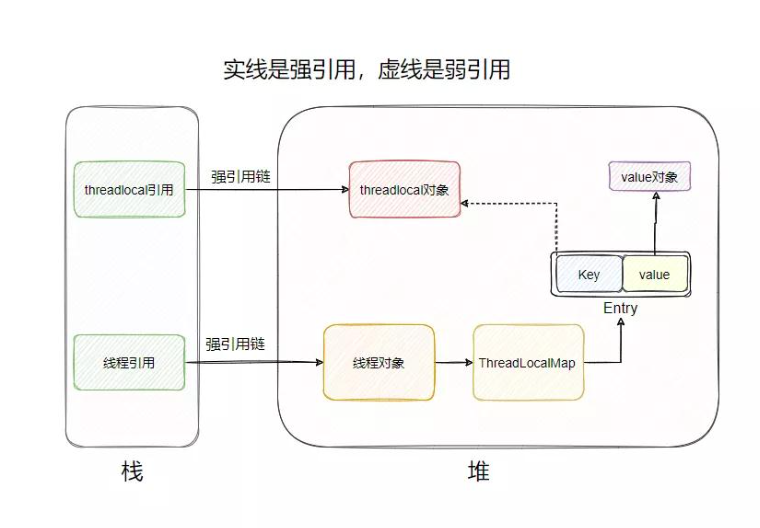 实线是强引用，虚线是弱引用
threadlocal引用
强引用链
threadlocal对象
value对象
Key
value
Entry
线程引用
强引用链
线程对象
ThreadLocalMap
栈
堆